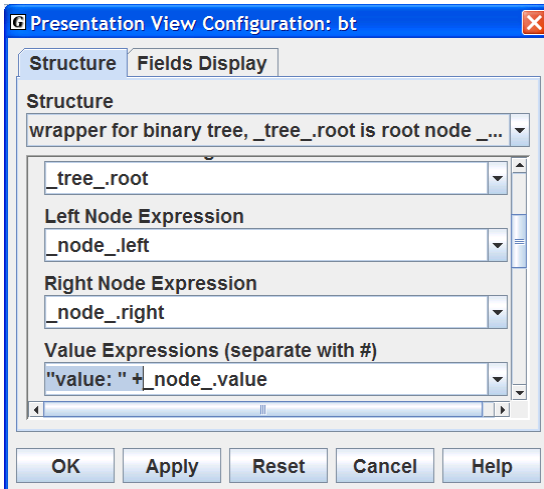 G Presentation View Configuration: bt
Structure Fields Display
Structure
wrapper for binary tree, _tree_.root is root node _...
_tree_.root
Left Node Expression
_node_.left
Right Node Expression
_node_.right
Value Expressions (separate with #)
"value: " +_node_.value
OK Apply Reset Cancel Help